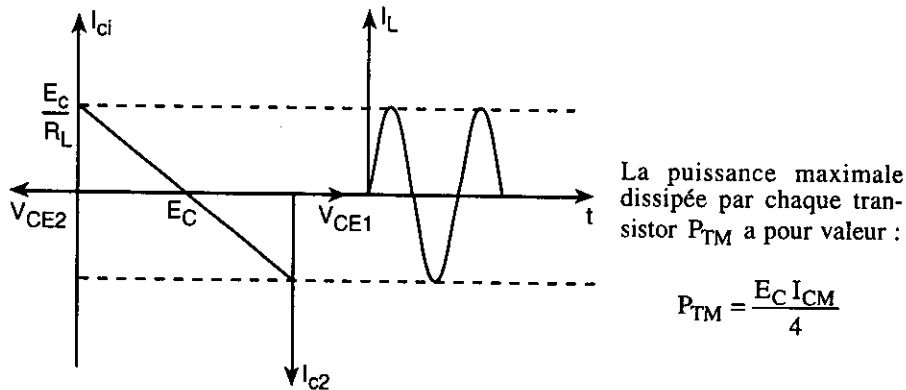 I_ci
I_L
E_C
R_L
V_CE2
E_C
V_CE1
t
I_c2
La puissance maximale
dissipée par chaque tran-
sistor P_TM a pour valeur :
P_TM = E_C I_CM / 4